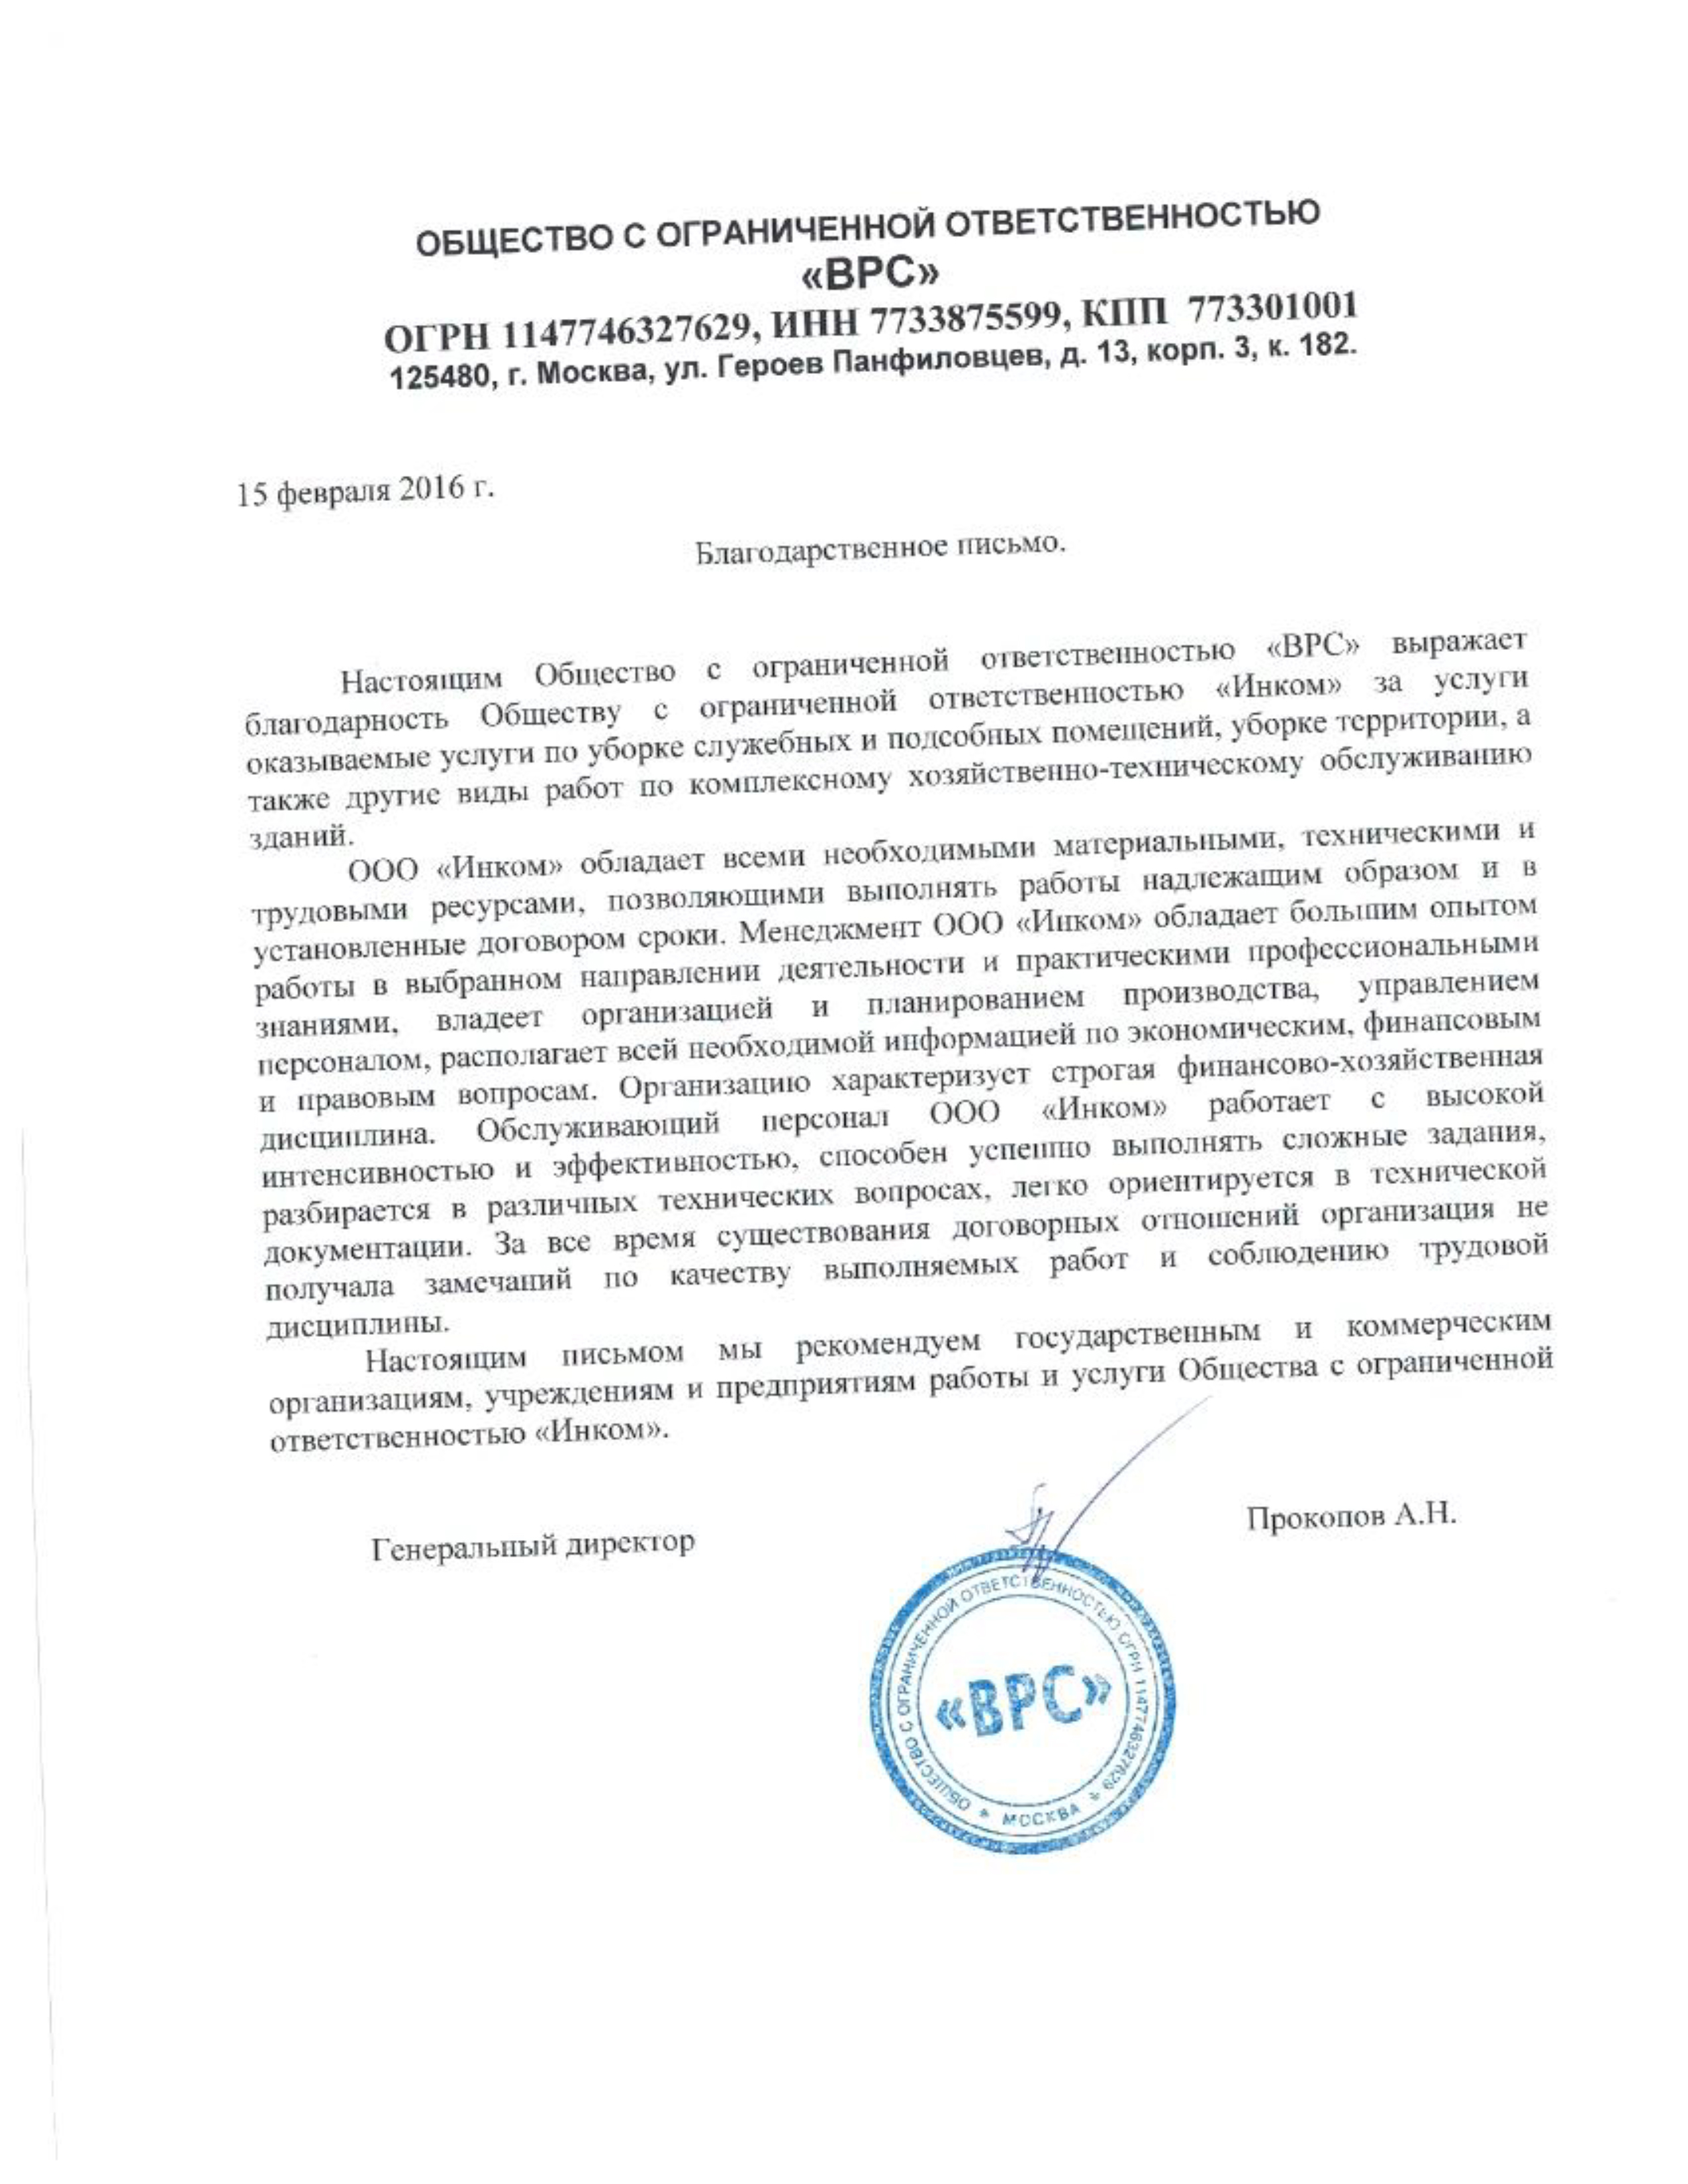 ОБЩЕСТВО С ОГРАНИЧЕННОЙ ОТВЕТСТВЕННОСТЬЮ
«ВРС»
ОГРН 1147746327629, ИНН 7733875599, КПП 773301001
125480, г. Москва, ул. Героев Панфиловцев, д. 13, корп. 3, к. 182.
15 февраля 2016 г.
Благодарственное письмо.
Настоящим Общество с ограниченной ответственностью «ВРС» выражает
благодарность Обществу с ограниченной ответственностью «Инком» за услуги
оказываемые услуги по уборке служебных и подсобных помещений, уборке территории, а
также другие виды работ по комплексному хозяйственно-техническому обслуживанию
зданий.
ООО «Инком» обладает всеми необходимыми материальными, техническими и
трудовыми ресурсами, позволяющими выполнять работы надлежащим образом и в
установленные договором сроки. Менеджмент ООО «Инком» обладает большим опытом
работы в выбранном направлении деятельности и практическими профессиональными
знаниями, владеет организацией и планированием производства, управлением
персоналом, располагает всей необходимой информацией по экономическим, финансовым
и правовым вопросам. Организацию характеризует строгая финансово-хозяйственная
дисциплина. Обслуживающий персонал ООО «Инком» работает с высокой
интенсивностью и эффективностью, способен успешно выполнять сложные задания,
разбирается в различных технических вопросах, легко ориентируется в технической
документации. За все время существования договорных отношений организация не
получала замечаний по качеству выполняемых работ и соблюдению трудовой
дисциплины.
Настоящим письмом мы рекомендуем государственным и коммерческим
организациям, учреждениям и предприятиям работы и услуги Общества с ограниченной
ответственностью «Инком».
Генеральный директор
Прокопов А.Н.
ОБЩЕСТВО С ОГРАНИЧЕННОЙ ОТВЕТСТВЕННОСТЬЮ ОГРН 1147746327629
«ВРС»
* МОСКВА *